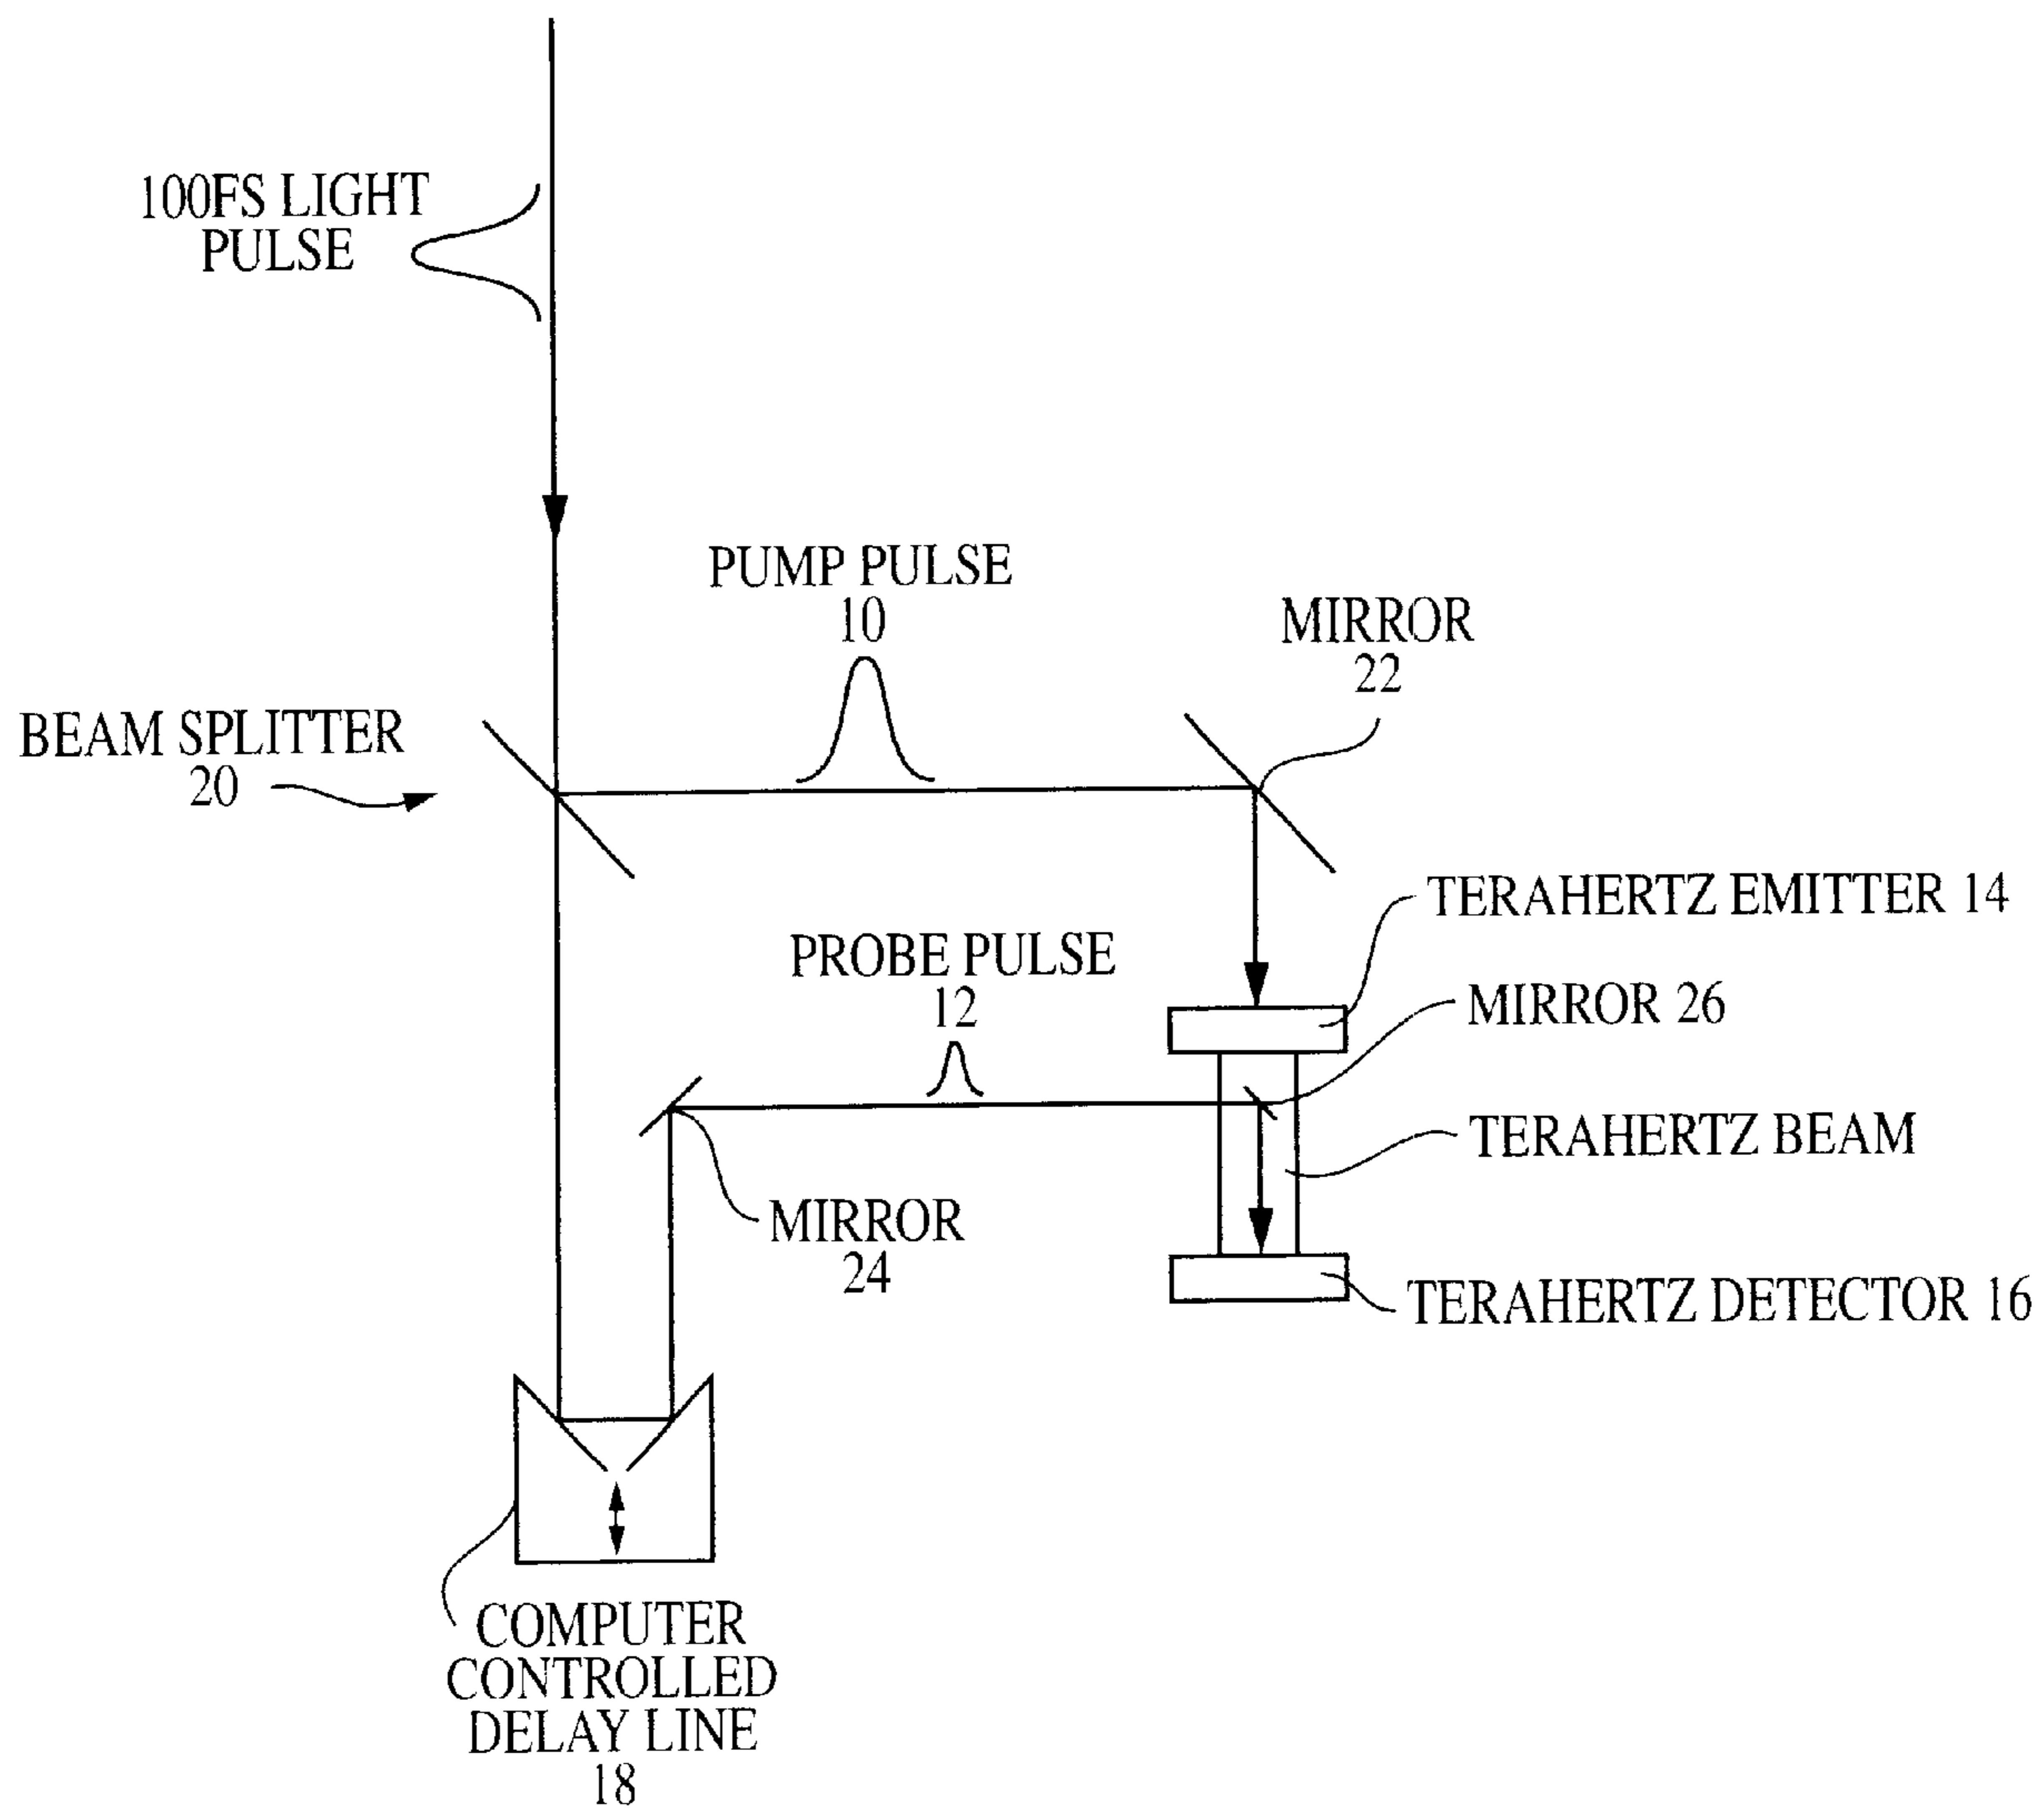 100FS LIGHT
PULSE
PUMP PULSE
10
MIRROR
22
BEAM SPLITTER
20
TERAHERTZ EMITTER 14
PROBE PULSE
12
MIRROR 26
TERAHERTZ BEAM
MIRROR
24
TERAHERTZ DETECTOR 16
COMPUTER
CONTROLLED
DELAY LINE
18